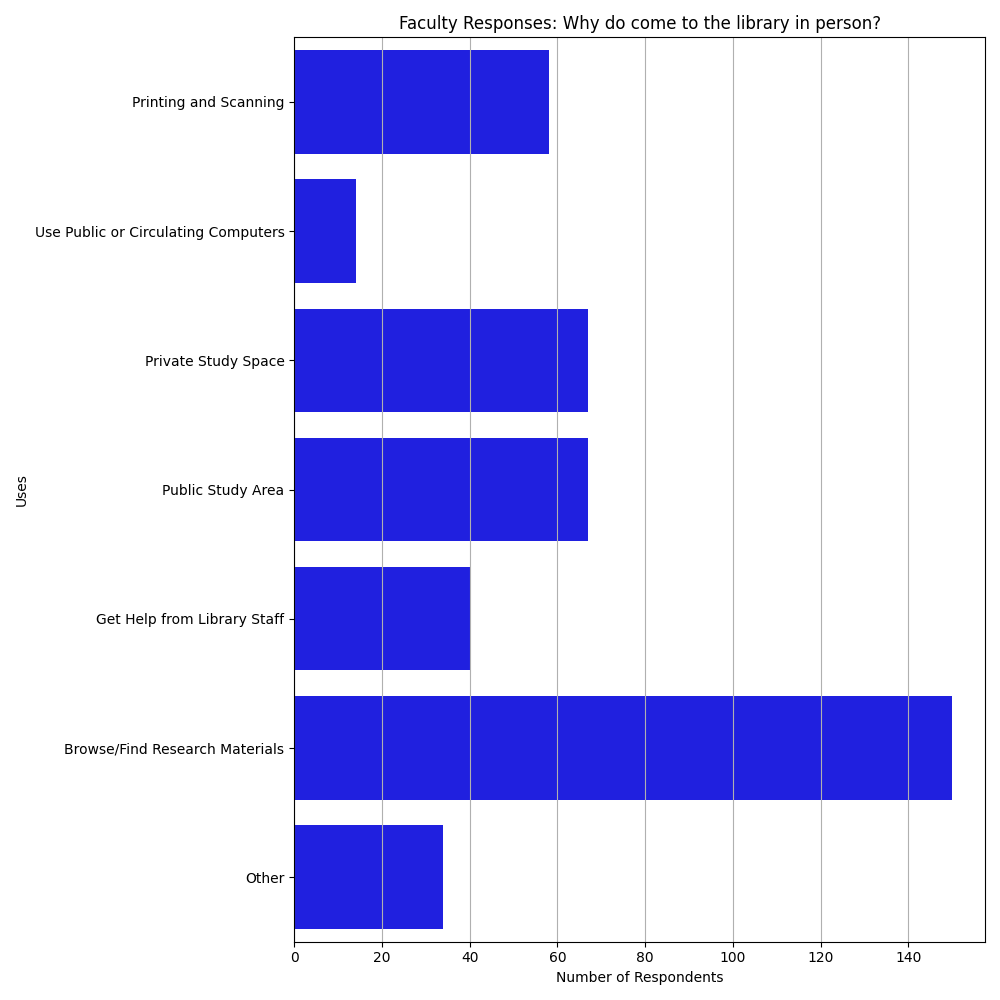 Faculty Responses: Why do come to the library in person?
Printing and Scanning
Use Public or Circulating Computers
Private Study Space
Public Study Area
Get Help from Library Staff
Browse/Find Research Materials
Other
Uses
0 20 40 60 80 100 120 140
Number of Respondents